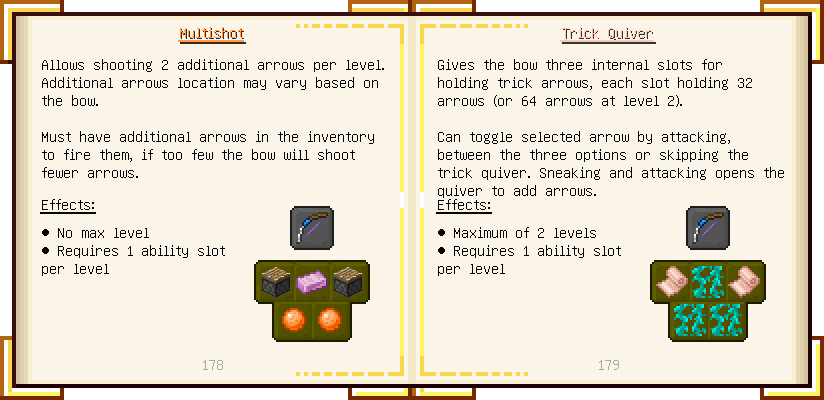 Multishot
Allows shooting 2 additional arrows per level.
Additional arrows location may vary based on
the bow.
Must have additional arrows in the inventory
to fire them, if too few the bow will shoot
fewer arrows.
Effects:
● No max level
● Requires 1 ability slot
per level
178
Trick Quiver
Gives the bow three internal slots for
holding trick arrows, each slot holding 32
arrows (or 64 arrows at level 2).
Can toggle selected arrow by attacking,
between the three options or skipping the
trick quiver. Sneaking and attacking opens the
quiver to add arrows.
Effects:
● Maximum of 2 levels
● Requires 1 ability slot
per level
179